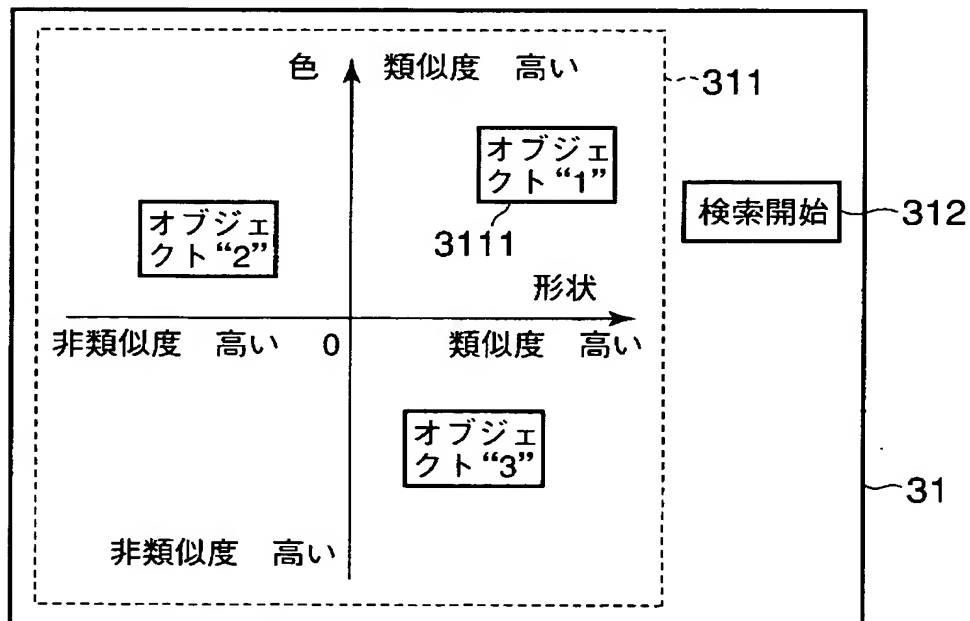 色 類似度 高い
311
オブジェ
クト“1”
3111
検索開始
312
オブジェ
クト“2”
形状
非類似度 高い 0 類似度 高い
オブジェ
クト“3”
31
非類似度 高い